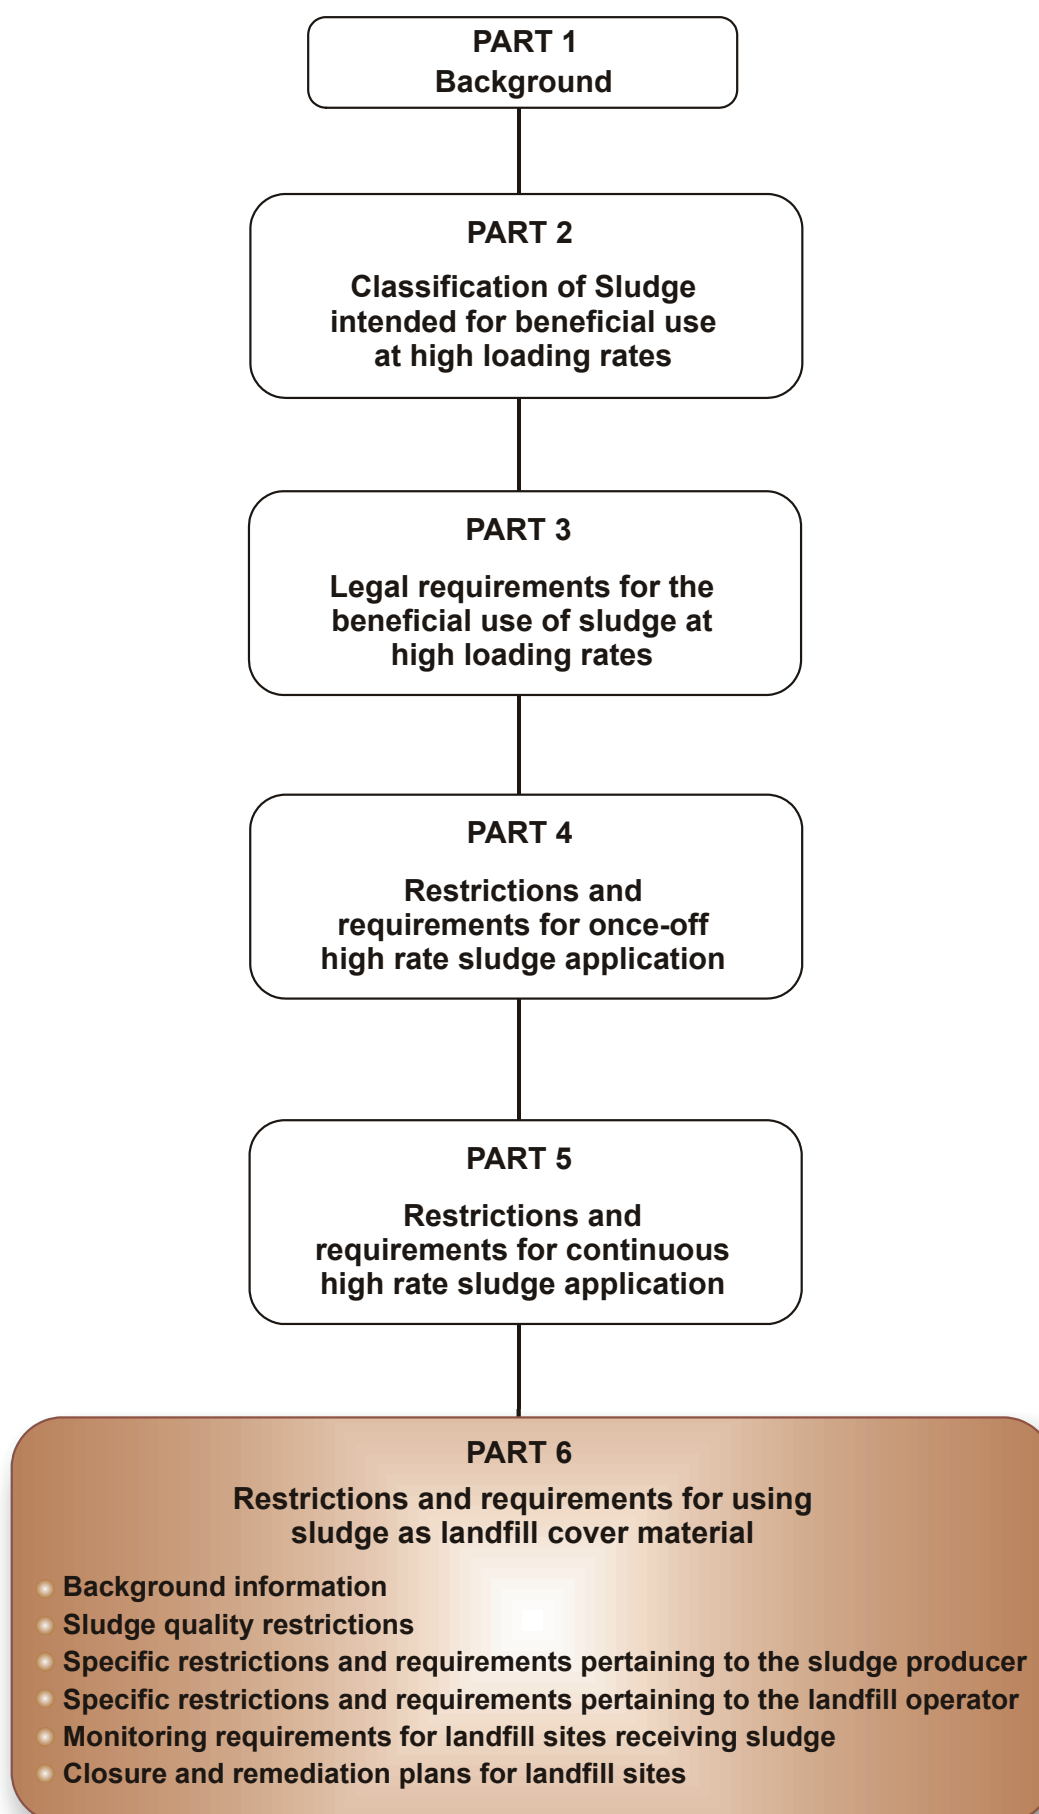 PART 1
Background
PART 2
Classification of Sludge
intended for beneficial use
at high loading rates
PART 3
Legal requirements for the
beneficial use of sludge at
high loading rates
PART 4
Restrictions and
requirements for once-off
high rate sludge application
PART 5
Restrictions and
requirements for continuous
high rate sludge application
PART 6
Restrictions and requirements for using
sludge as landfill cover material
Background information
Sludge quality restrictions
Specific restrictions and requirements pertaining to the sludge producer
Specific restrictions and requirements pertaining to the landfill operator
Monitoring requirements for landfill sites receiving sludge
Closure and remediation plans for landfill sites